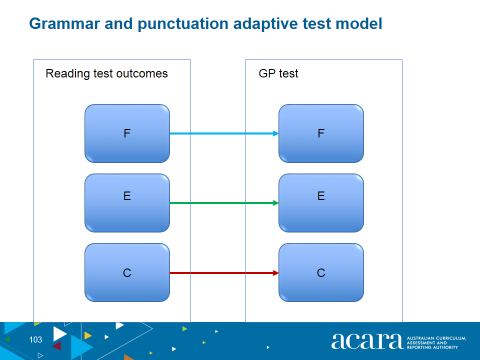 Grammar and punctuation adaptive test model
Reading test outcomes
GP test
F
F
E
E
C
C
103
acara
AUSTRALIAN CURRICULUM,
ASSESSMENT AND
REPORTING AUTHORITY